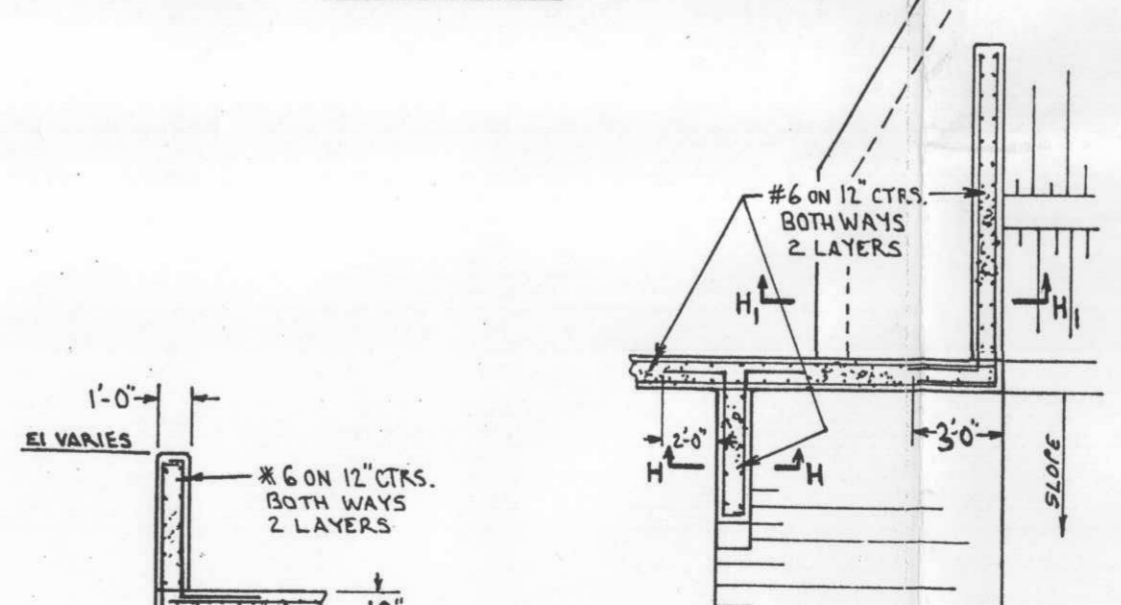 #6 ON 12" CTRS.
BOTH WAYS
2 LAYERS
H₁
H₁
1'-0"
2'-0"
3'-0"
EL VARIES
H
H
SLOPE
#6 ON 12" CTRS.
BOTH WAYS
2 LAYERS